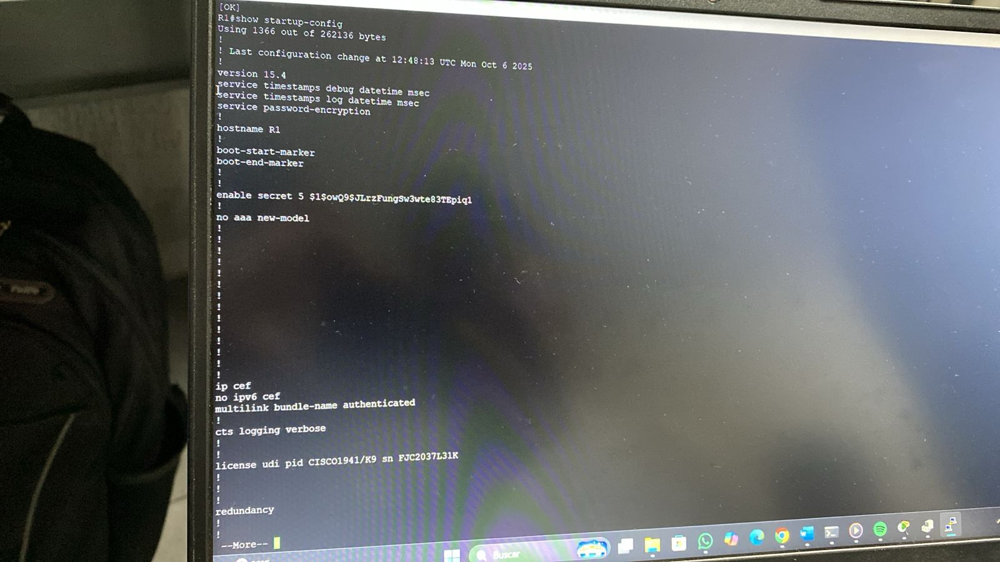 [OK]
R1#show startup-config
Using 1366 out of 262136 bytes
!
! Last configuration change at 12:48:13 UTC Mon Oct 6 2025
!
version 15.4
service timestamps debug datetime msec
service timestamps log datetime msec
service password-encryption
!
hostname R1
!
boot-start-marker
boot-end-marker
!
!
enable secret 5 $1$owQ9$JLrzFungSw3wte83TEpiq1
!
no aaa new-model
!
!
!
!
!
!
!
!
!
!
!
!
!
!
ip cef
no ipv6 cef
multilink bundle-name authenticated
!
cts logging verbose
!
!
license udi pid CISCO1941/K9 sn FJC2037L31K
!
!
!
redundancy
!
!
--More--
Buscar